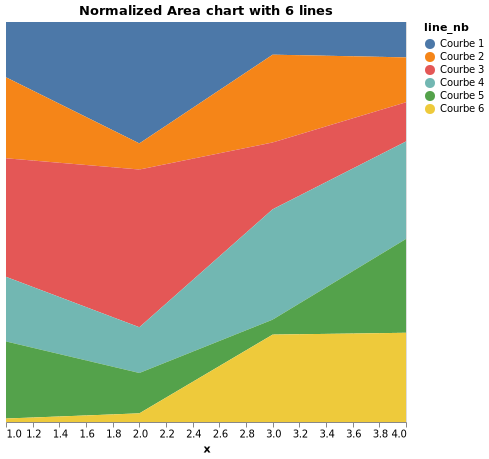 Normalized Area chart with 6 lines
line_nb
Courbe 1
Courbe 2
Courbe 3
Courbe 4
Courbe 5
Courbe 6
1.0 1.2 1.4 1.6 1.8 2.0 2.2 2.4 2.6 2.8 3.0 3.2 3.4 3.6 3.8 4.0
x